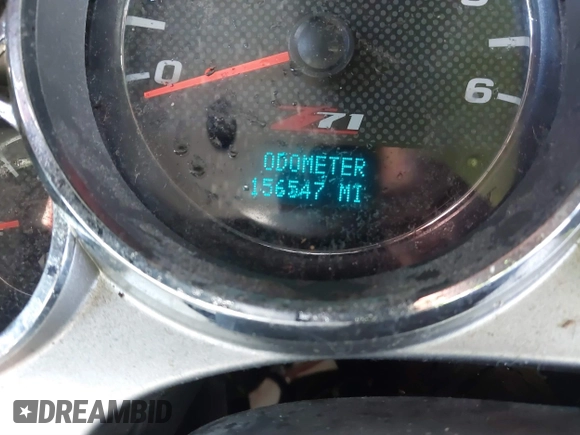 0
6
Z71
ODOMETER
156547 MI
DREAMBID